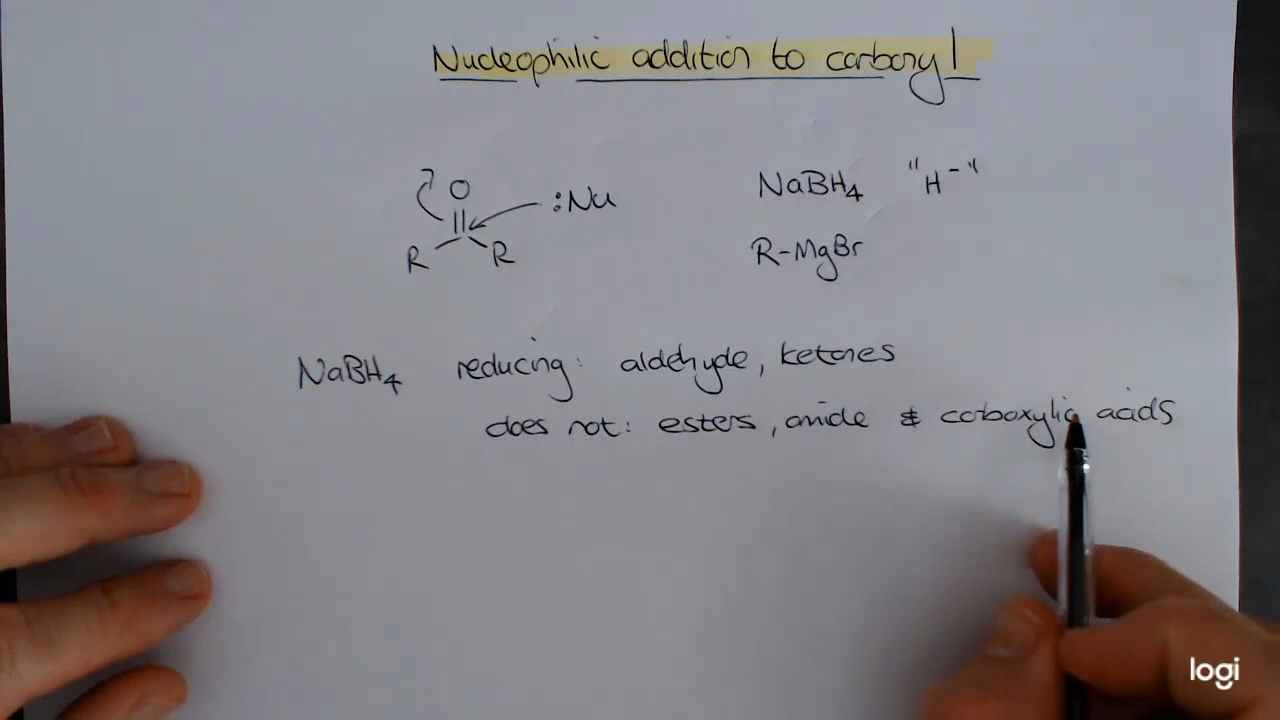 Nucleophilic addition to carbonyl
O
:Nu
R R
NaBH4 "H-"
R-MgBr
NaBH4 reducing: aldehyde, ketones
does not: esters, amide & carboxylic acids
logi